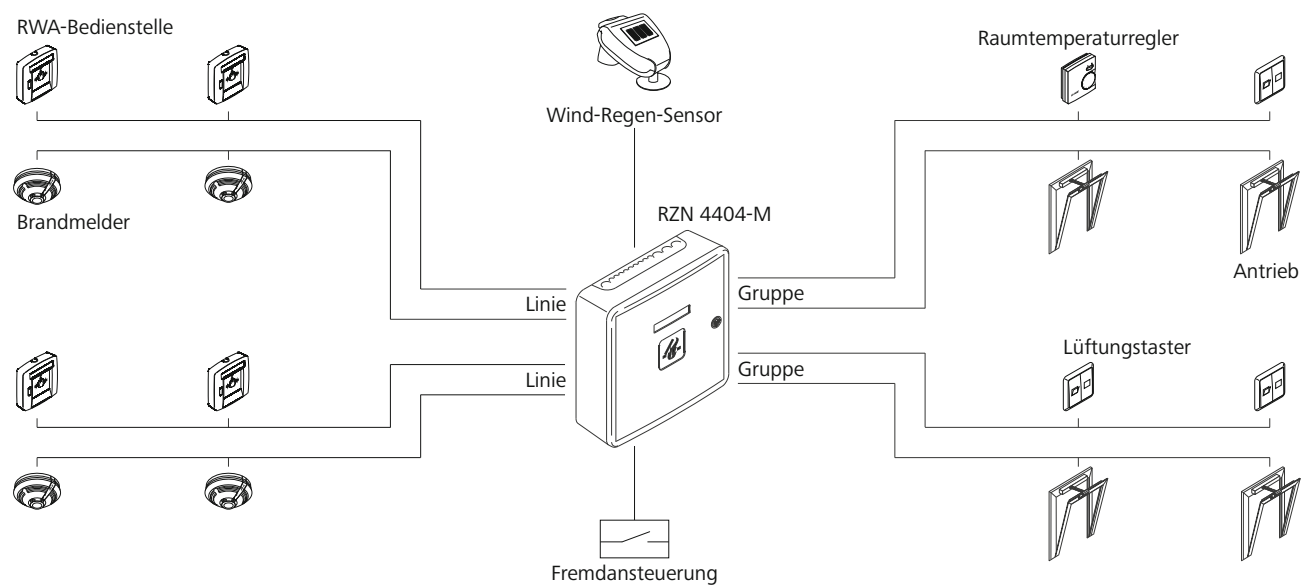 RWA-Bedienstelle
Raumtemperaturregler
Wind-Regen-Sensor
Brandmelder
RZN 4404-M
Antrieb
Linie
Gruppe
Lüftungstaster
Linie
Gruppe
Fremdansteuerung